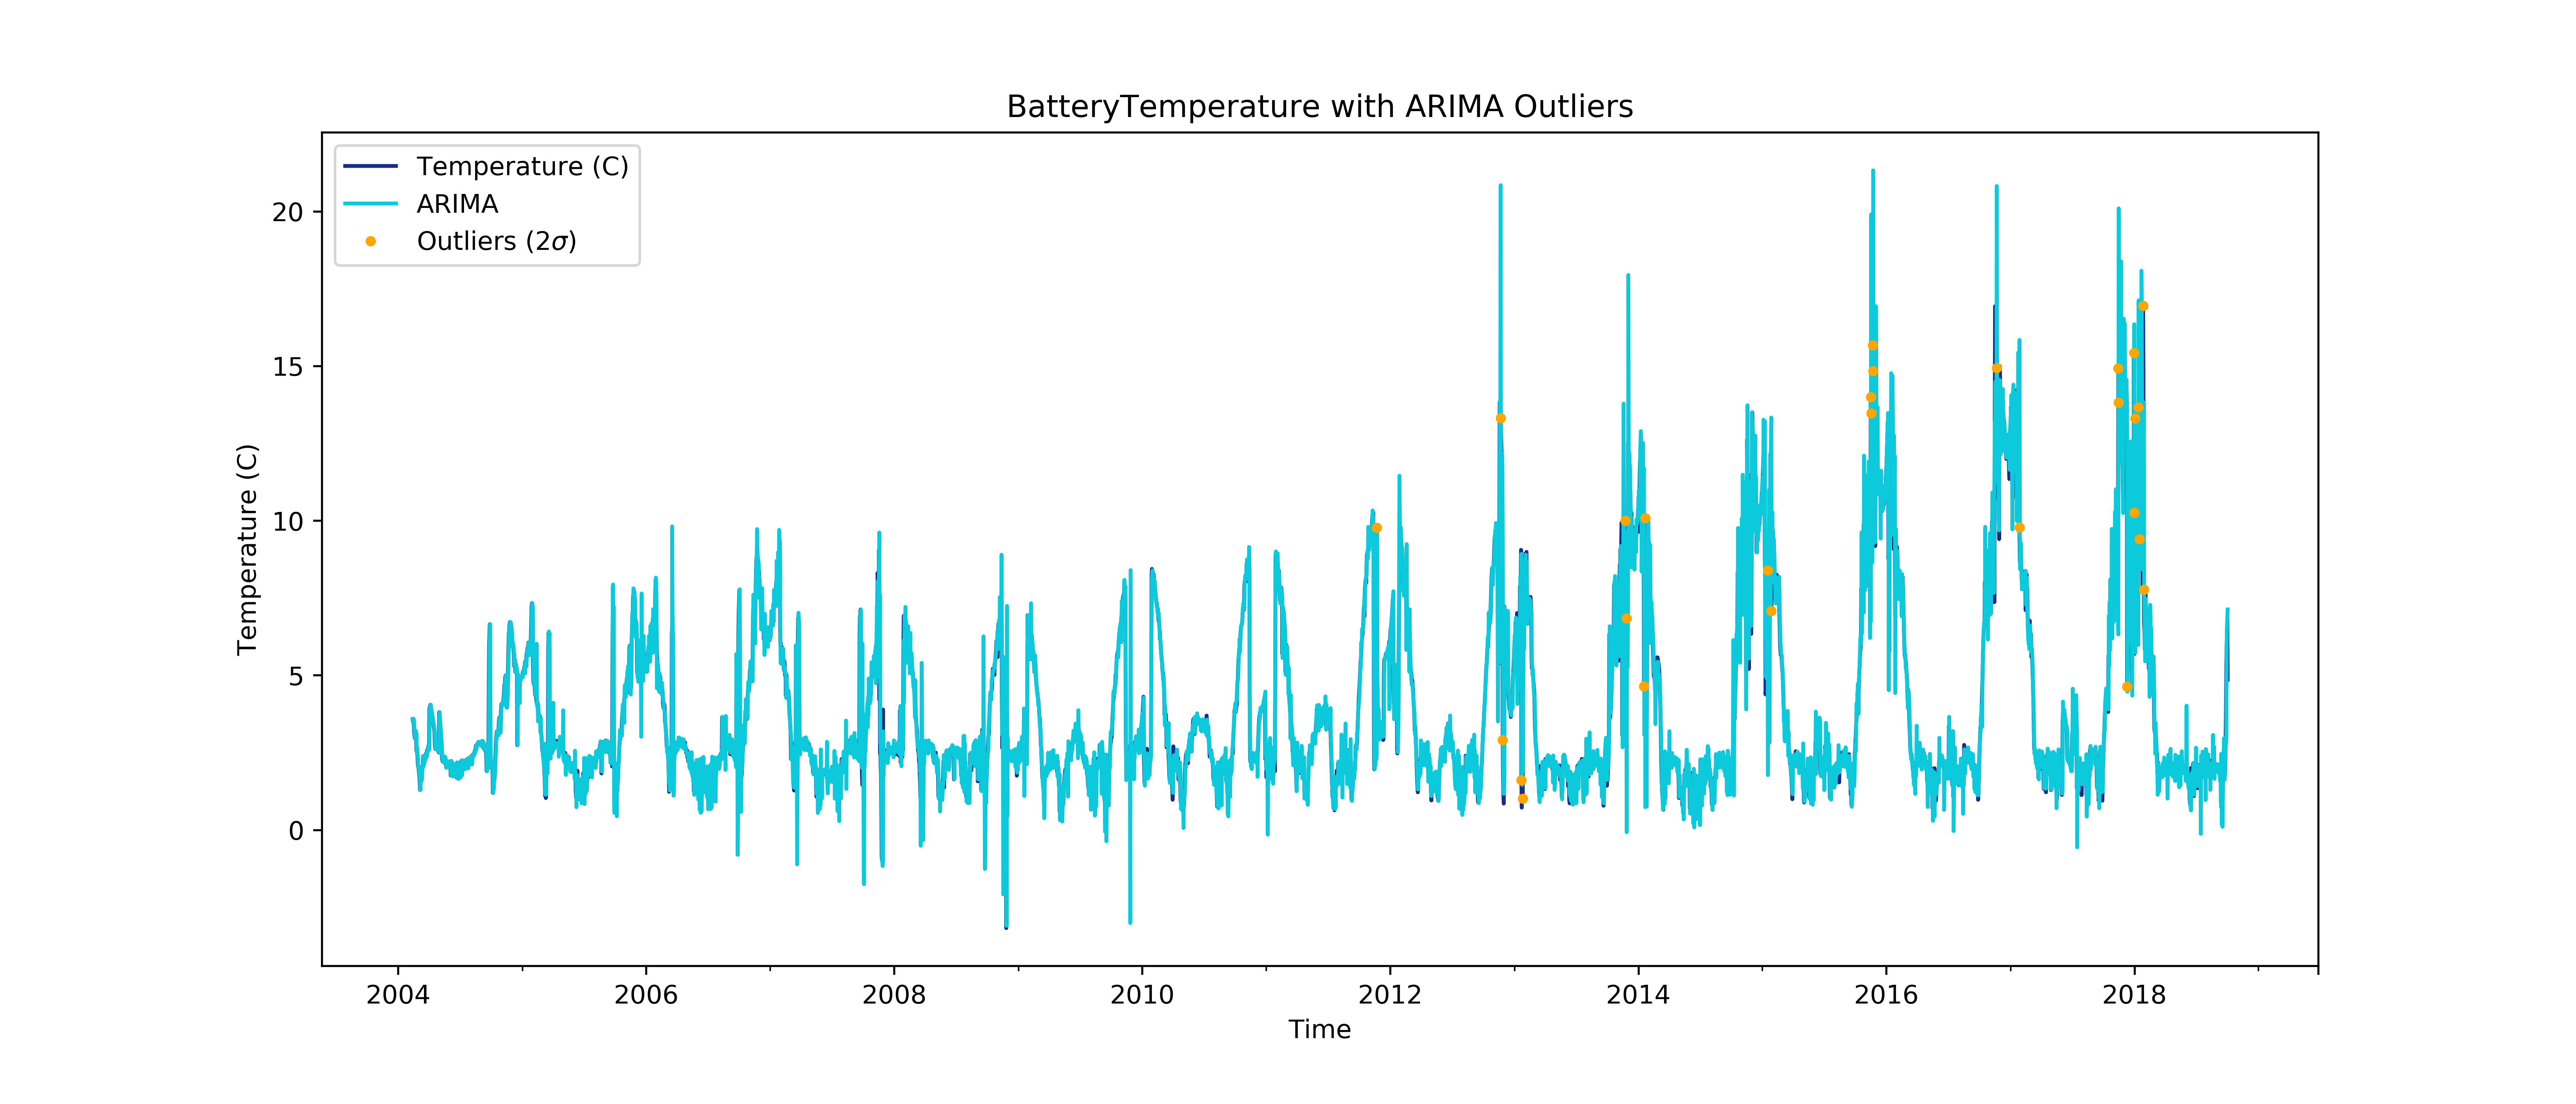 BatteryTemperature with ARIMA Outliers
Temperature (C)
ARIMA
Outliers (2σ)
20
15
10
5
0
Temperature (C)
2004
2006
2008
2010
2012
2014
2016
2018
Time